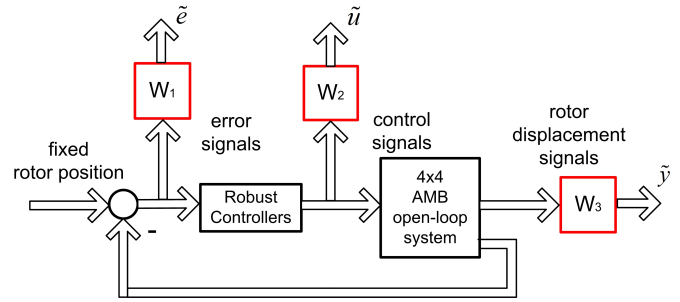 ẽ
ũ
W1
W2
fixed
rotor position
error
signals
control
signals
rotor
displacement
signals
Robust
Controllers
4x4
AMB
open-loop
system
W3
ỹ
-